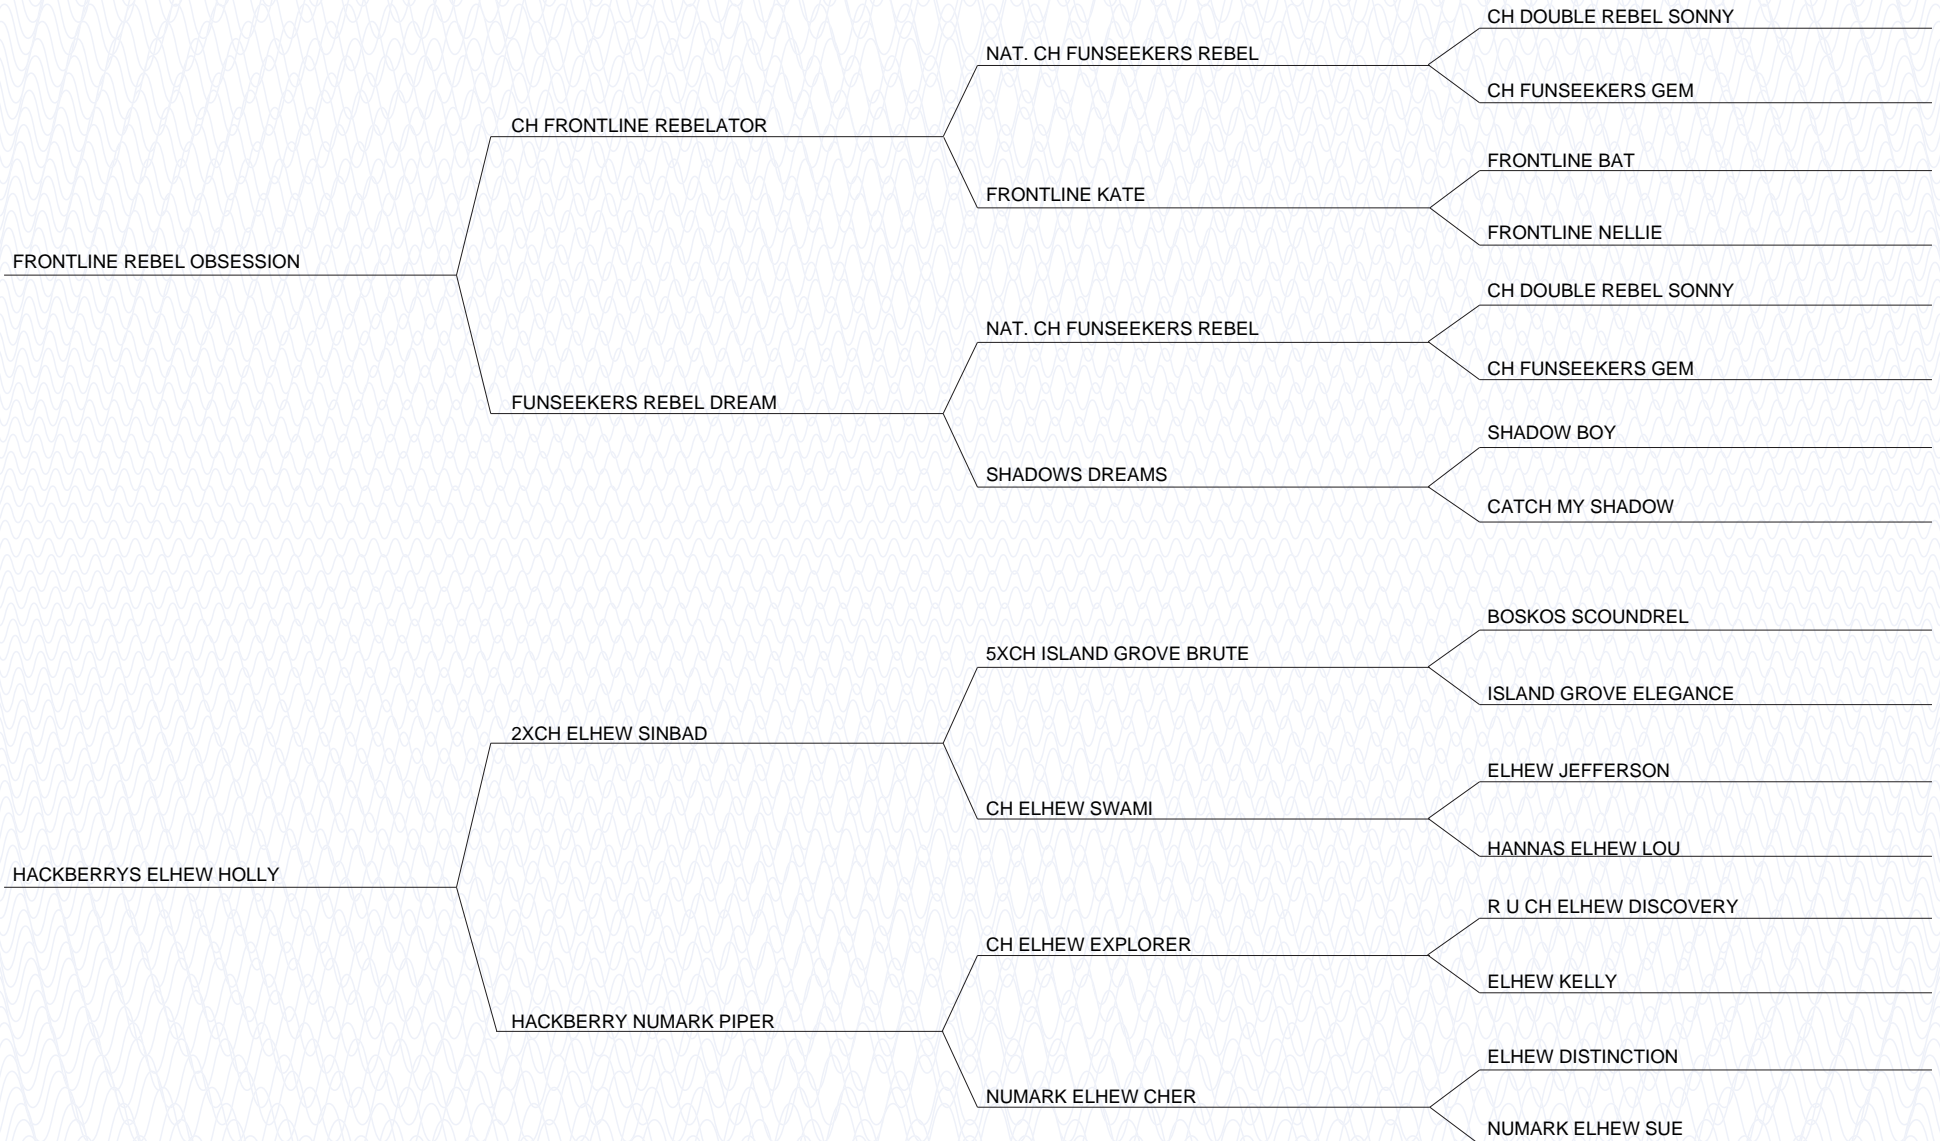 CH DOUBLE REBEL SONNY
NAT. CH FUNSEEKERS REBEL
CH FUNSEEKERS GEM
CH FRONTLINE REBELATOR
FRONTLINE BAT
FRONTLINE KATE
FRONTLINE NELLIE
FRONTLINE REBEL OBSESSION
CH DOUBLE REBEL SONNY
NAT. CH FUNSEEKERS REBEL
CH FUNSEEKERS GEM
FUNSEEKERS REBEL DREAM
SHADOW BOY
SHADOWS DREAMS
CATCH MY SHADOW
BOSKOS SCOUNDREL
5XCH ISLAND GROVE BRUTE
ISLAND GROVE ELEGANCE
2XCH ELHEW SINBAD
ELHEW JEFFERSON
CH ELHEW SWAMI
HANNAS ELHEW LOU
HACKBERRYS ELHEW HOLLY
R U CH ELHEW DISCOVERY
CH ELHEW EXPLORER
ELHEW KELLY
HACKBERRY NUMARK PIPER
ELHEW DISTINCTION
NUMARK ELHEW CHER
NUMARK ELHEW SUE